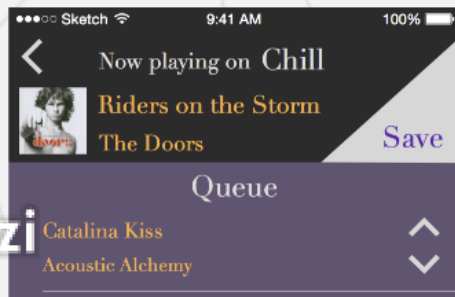 Sketch 9:41 AM 100%
Now playing on Chill
Riders on the Storm
The Doors
doors
Save
Queue
zi
Catalina Kiss
Acoustic Alchemy